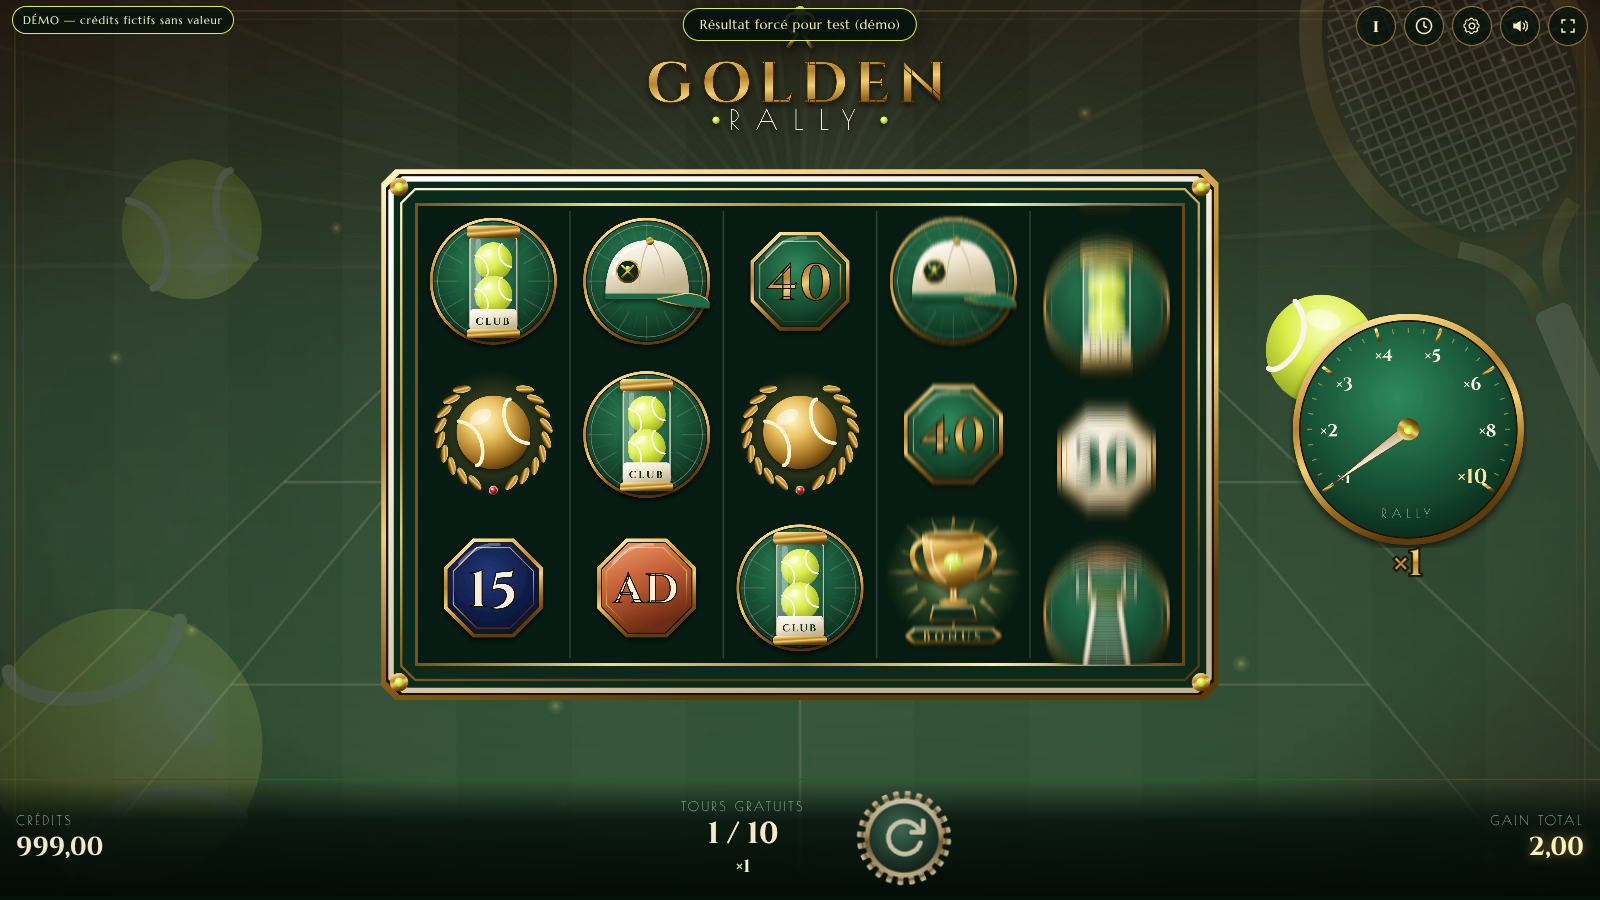 DÉMO — crédits fictifs sans valeur
Résultat forcé pour test (démo)
I
GOLDEN
RALLY
CLUB
40
CLUB
40
15
AD
CLUB
BONUS
×1
×2
×3
×4
×5
×6
×8
×10
RALLY
×1
CRÉDITS
999,00
TOURS GRATUITS
1 / 10
×1
GAIN TOTAL
2,00